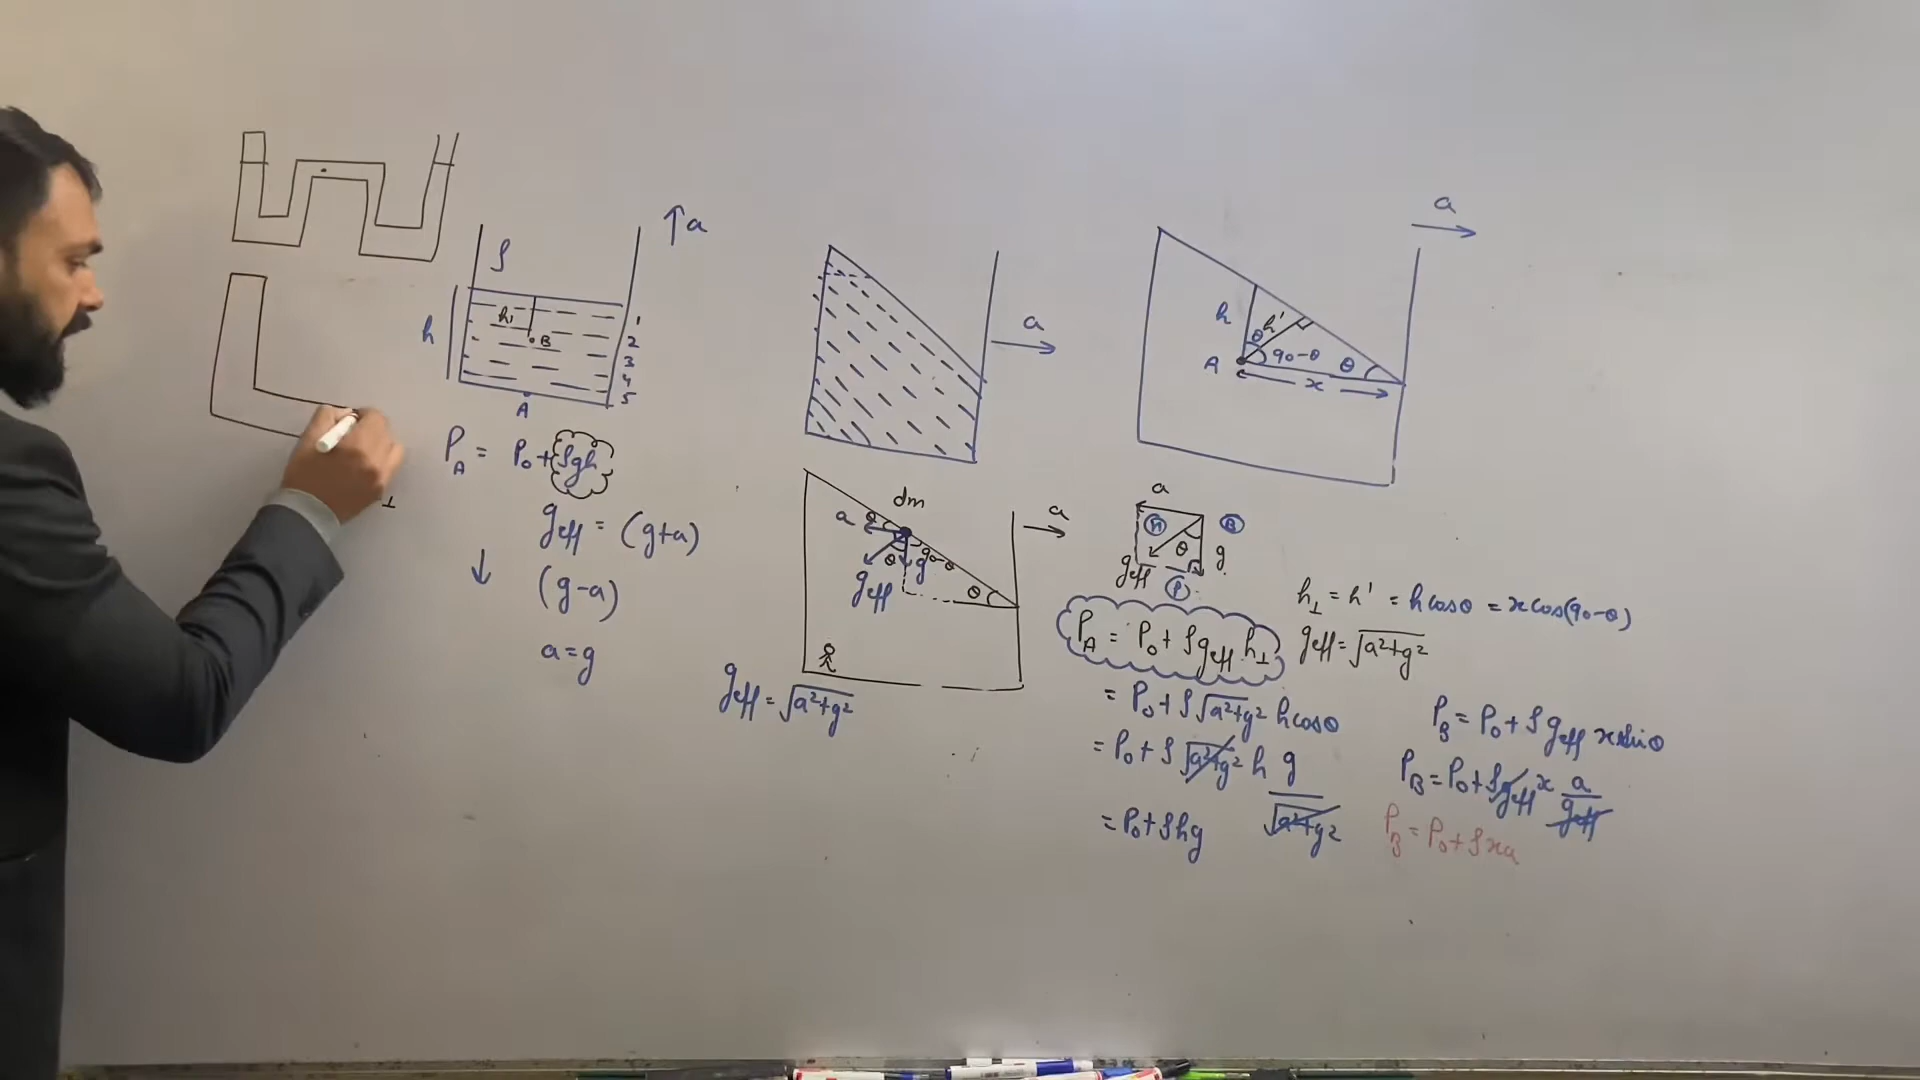 ρ
↑a
h
h₁
B
1
2
3
4
5
A
P_A = P₀ + ρgh
g_eff = (g+a)
↓ (g-a)
a=g
⊥
a
dm
a
θ
θ
g
90-θ
g_eff
θ
a
g_eff = √(a²+g²)
a
h
h'
θ
90-θ
θ
A
x
a
(H)
(B)
θ
g
g_eff
(P)
P_A = P₀ + ρ g_eff h⊥
= P₀ + ρ √(a²+g²) h cosθ
= P₀ + ρ √(a²+g²) h g/√(a²+g²)
= P₀ + ρhg
h⊥ = h' = h cosθ = x cos(90-θ)
g_eff = √(a²+g²)
P_B = P₀ + ρ g_eff x sinθ
P_B = P₀ + ρ g_eff x a/g_eff
P_B = P₀ + ρxa